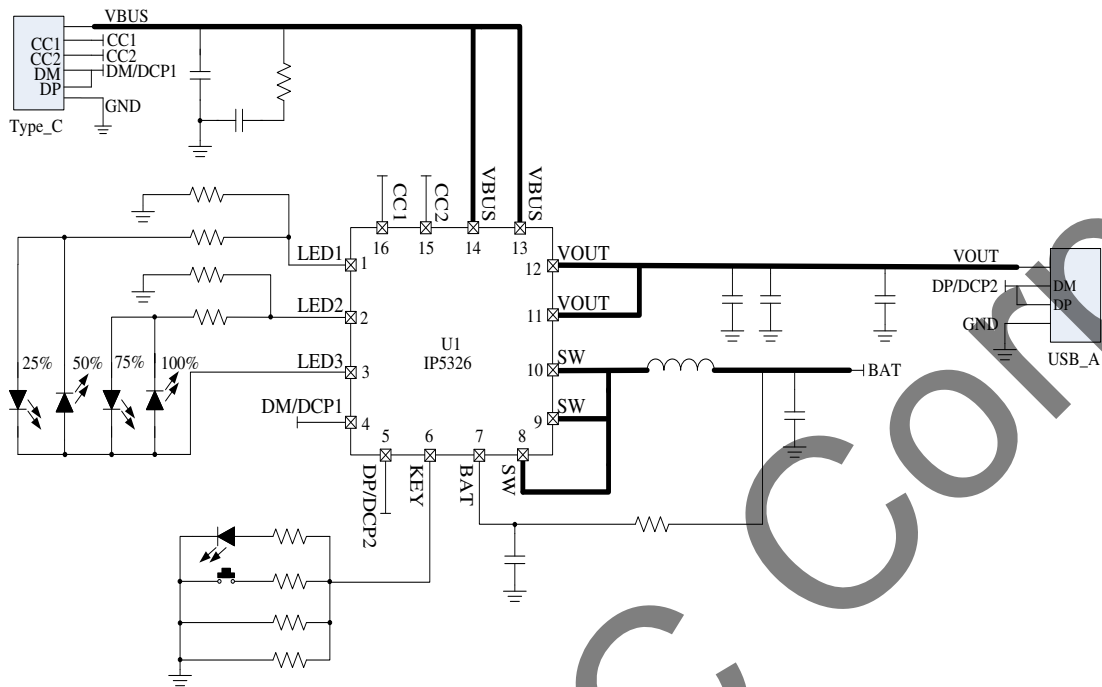 VBUS
CC1
CC2
DM
DP
CC1
CC2
DM/DCP1
GND
Type_C
CC1
CC2
VBUS
VBUS
16
15
14
13
LED1
1
LED2
2
LED3
3
DM/DCP1
4
U1
IP5326
12
VOUT
11
VOUT
10
SW
9
SW
5
6
7
8
DP/DCP2
KEY
BAT
SW
VOUT
DP/DCP2
DM
DP
GND
USB_A
BAT
25%
50%
75%
100%
C Com